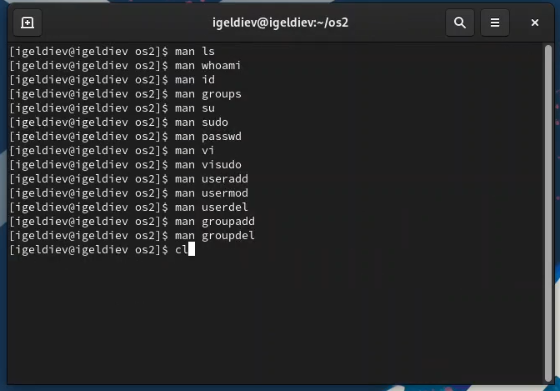 igeldiev@igeldiev:~/os2
[igeldiev@igeldiev os2]$ man ls
[igeldiev@igeldiev os2]$ man whoami
[igeldiev@igeldiev os2]$ man id
[igeldiev@igeldiev os2]$ man groups
[igeldiev@igeldiev os2]$ man su
[igeldiev@igeldiev os2]$ man sudo
[igeldiev@igeldiev os2]$ man passwd
[igeldiev@igeldiev os2]$ man vi
[igeldiev@igeldiev os2]$ man visudo
[igeldiev@igeldiev os2]$ man useradd
[igeldiev@igeldiev os2]$ man usermod
[igeldiev@igeldiev os2]$ man userdel
[igeldiev@igeldiev os2]$ man groupadd
[igeldiev@igeldiev os2]$ man groupdel
[igeldiev@igeldiev os2]$ cl